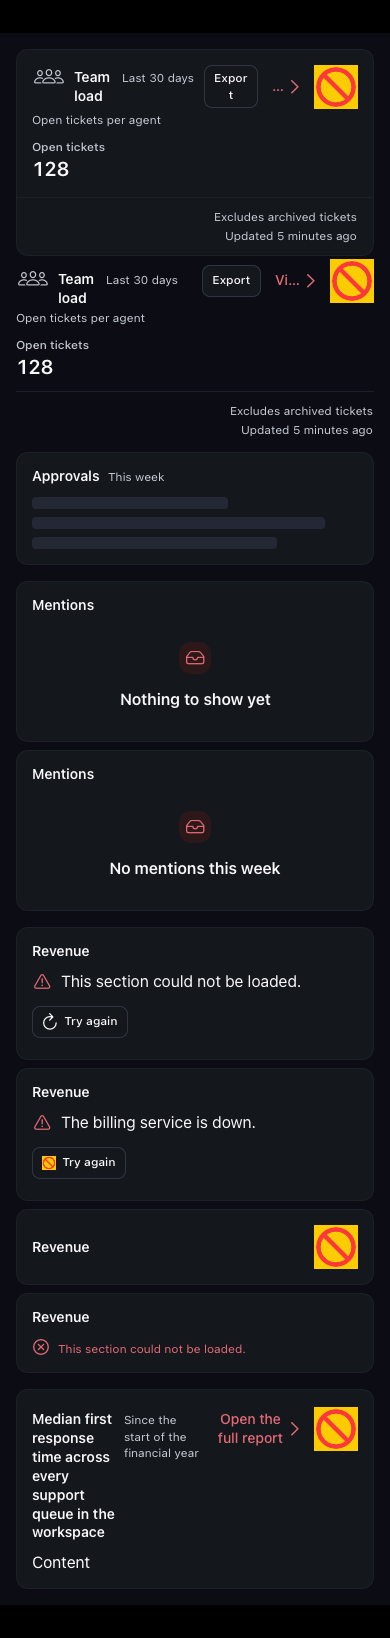 Team load
Last 30 days
Export
...
Open tickets per agent
Open tickets
128
Excludes archived tickets
Updated 5 minutes ago
Team load
Last 30 days
Export
Vi...
Open tickets per agent
Open tickets
128
Excludes archived tickets
Updated 5 minutes ago
Approvals This week
Mentions
Nothing to show yet
Mentions
No mentions this week
Revenue
This section could not be loaded.
Try again
Revenue
The billing service is down.
Try again
Revenue
Revenue
This section could not be loaded.
Median first
response
time across
every
support
queue in the
workspace
Since the
start of the
financial year
Open the
full report
Content